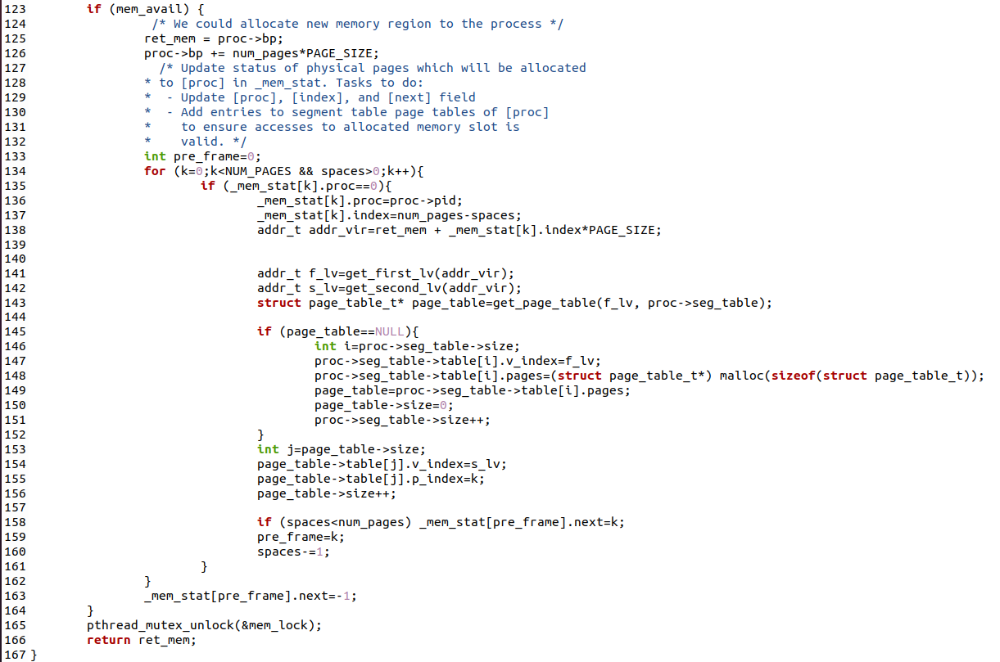 123 if (mem_avail) {
124 /* We could allocate new memory region to the process */
125 ret_mem = proc->bp;
126 proc->bp += num_pages*PAGE_SIZE;
127 /* Update status of physical pages which will be allocated
128 * to [proc] in _mem_stat. Tasks to do:
129 * - Update [proc], [index], and [next] field
130 * - Add entries to segment table page tables of [proc]
131 * to ensure accesses to allocated memory slot is
132 * valid. */
133 int pre_frame=0;
134 for (k=0;k<NUM_PAGES && spaces>0;k++){
135 if (_mem_stat[k].proc==0){
136 _mem_stat[k].proc=proc->pid;
137 _mem_stat[k].index=num_pages-spaces;
138 addr_t addr_vir=ret_mem + _mem_stat[k].index*PAGE_SIZE;
139
140
141 addr_t f_lv=get_first_lv(addr_vir);
142 addr_t s_lv=get_second_lv(addr_vir);
143 struct page_table_t* page_table=get_page_table(f_lv, proc->seg_table);
144
145 if (page_table==NULL){
146 int i=proc->seg_table->size;
147 proc->seg_table->table[i].v_index=f_lv;
148 proc->seg_table->table[i].pages=(struct page_table_t*) malloc(sizeof(struct page_table_t));
149 page_table=proc->seg_table->table[i].pages;
150 page_table->size=0;
151 proc->seg_table->size++;
152 }
153 int j=page_table->size;
154 page_table->table[j].v_index=s_lv;
155 page_table->table[j].p_index=k;
156 page_table->size++;
157
158 if (spaces<num_pages) _mem_stat[pre_frame].next=k;
159 pre_frame=k;
160 spaces-=1;
161 }
162 }
163 _mem_stat[pre_frame].next=-1;
164 }
165 pthread_mutex_unlock(&mem_lock);
166 return ret_mem;
167 }